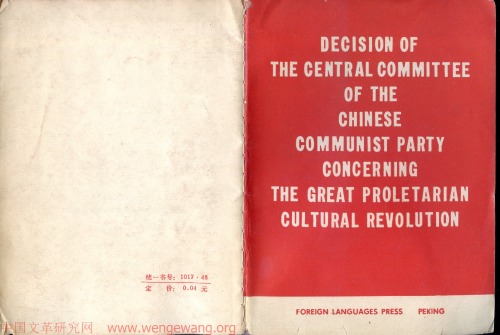 统一书号：1017·48
定 价：0.04 元
中国文革研究网 www.wengewang.org
DECISION OF
THE CENTRAL COMMITTEE
OF THE
CHINESE
COMMUNIST PARTY
CONCERNING
THE GREAT PROLETARIAN
CULTURAL REVOLUTION
FOREIGN LANGUAGES PRESS PEKING